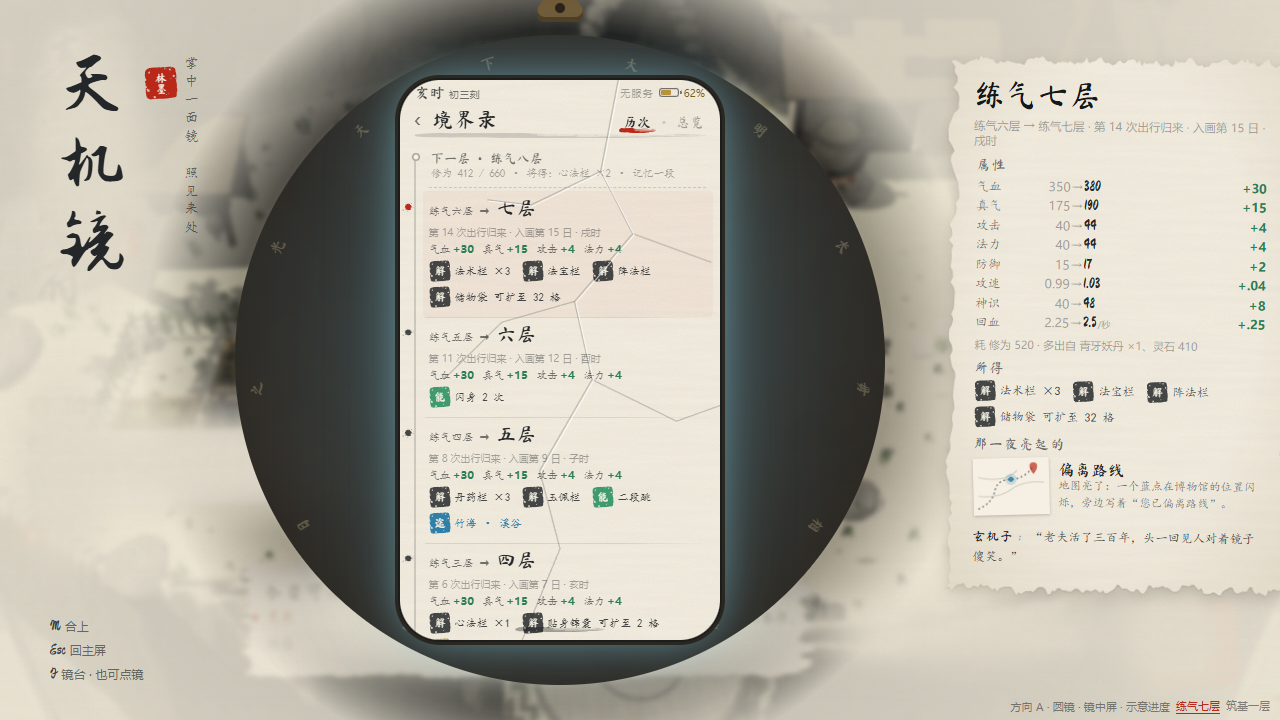 天机镜
林墨
掌中一面镜 照见来处
亥时 初三刻
无服务 62%
‹ 境界录
历次 · 总览
下一层 · 练气八层
修为 412 / 660 · 将得：心法栏 ×2 · 记忆一段
练气六层 → 七层
第 14 次出行归来 · 入画第 15 日 · 戌时
气血 +30 真气 +15 攻击 +4 法力 +4
解 法术栏 ×3 解 法宝栏 解 阵法栏
解 储物袋 可扩至 32 格
练气五层 → 六层
第 11 次出行归来 · 入画第 12 日 · 酉时
气血 +30 真气 +15 攻击 +4 法力 +4
能 闪身 2 次
练气四层 → 五层
第 8 次出行归来 · 入画第 9 日 · 子时
气血 +30 真气 +15 攻击 +4 法力 +4
解 丹药栏 ×3 解 玉佩栏 能 二段跳
迹 竹海 · 溪谷
练气三层 → 四层
第 6 次出行归来 · 入画第 7 日 · 亥时
气血 +30 真气 +15 攻击 +4 法力 +4
解 心法栏 ×1 解 贴身锦囊 可扩至 2 格
练气七层
练气六层 → 练气七层 · 第 14 次出行归来 · 入画第 15 日 ·
戌时
属性
气血 350→380 +30
真气 175→190 +15
攻击 40→44 +4
法力 40→44 +4
防御 15→17 +2
攻速 0.99→1.03 +.04
神识 40→48 +8
回血 2.25→2.5/秒 +.25
耗 修为 520 · 多出自 青牙妖丹 ×1、灵石 410
所得
解 法术栏 ×3 解 法宝栏 解 阵法栏
解 储物袋 可扩至 32 格
那一夜亮起的
偏离路线
地图亮了：一个蓝点在博物馆的位置闪
烁，旁边写着“您已偏离路线”。
玄机子：“老夫活了三百年，头一回见人对着镜子
傻笑。”
M 合上
Esc 回主屏
J 镜台 · 也可点镜
方向 A · 圆镜 · 镜中屏 · 示意进度 练气七层 筑基一层